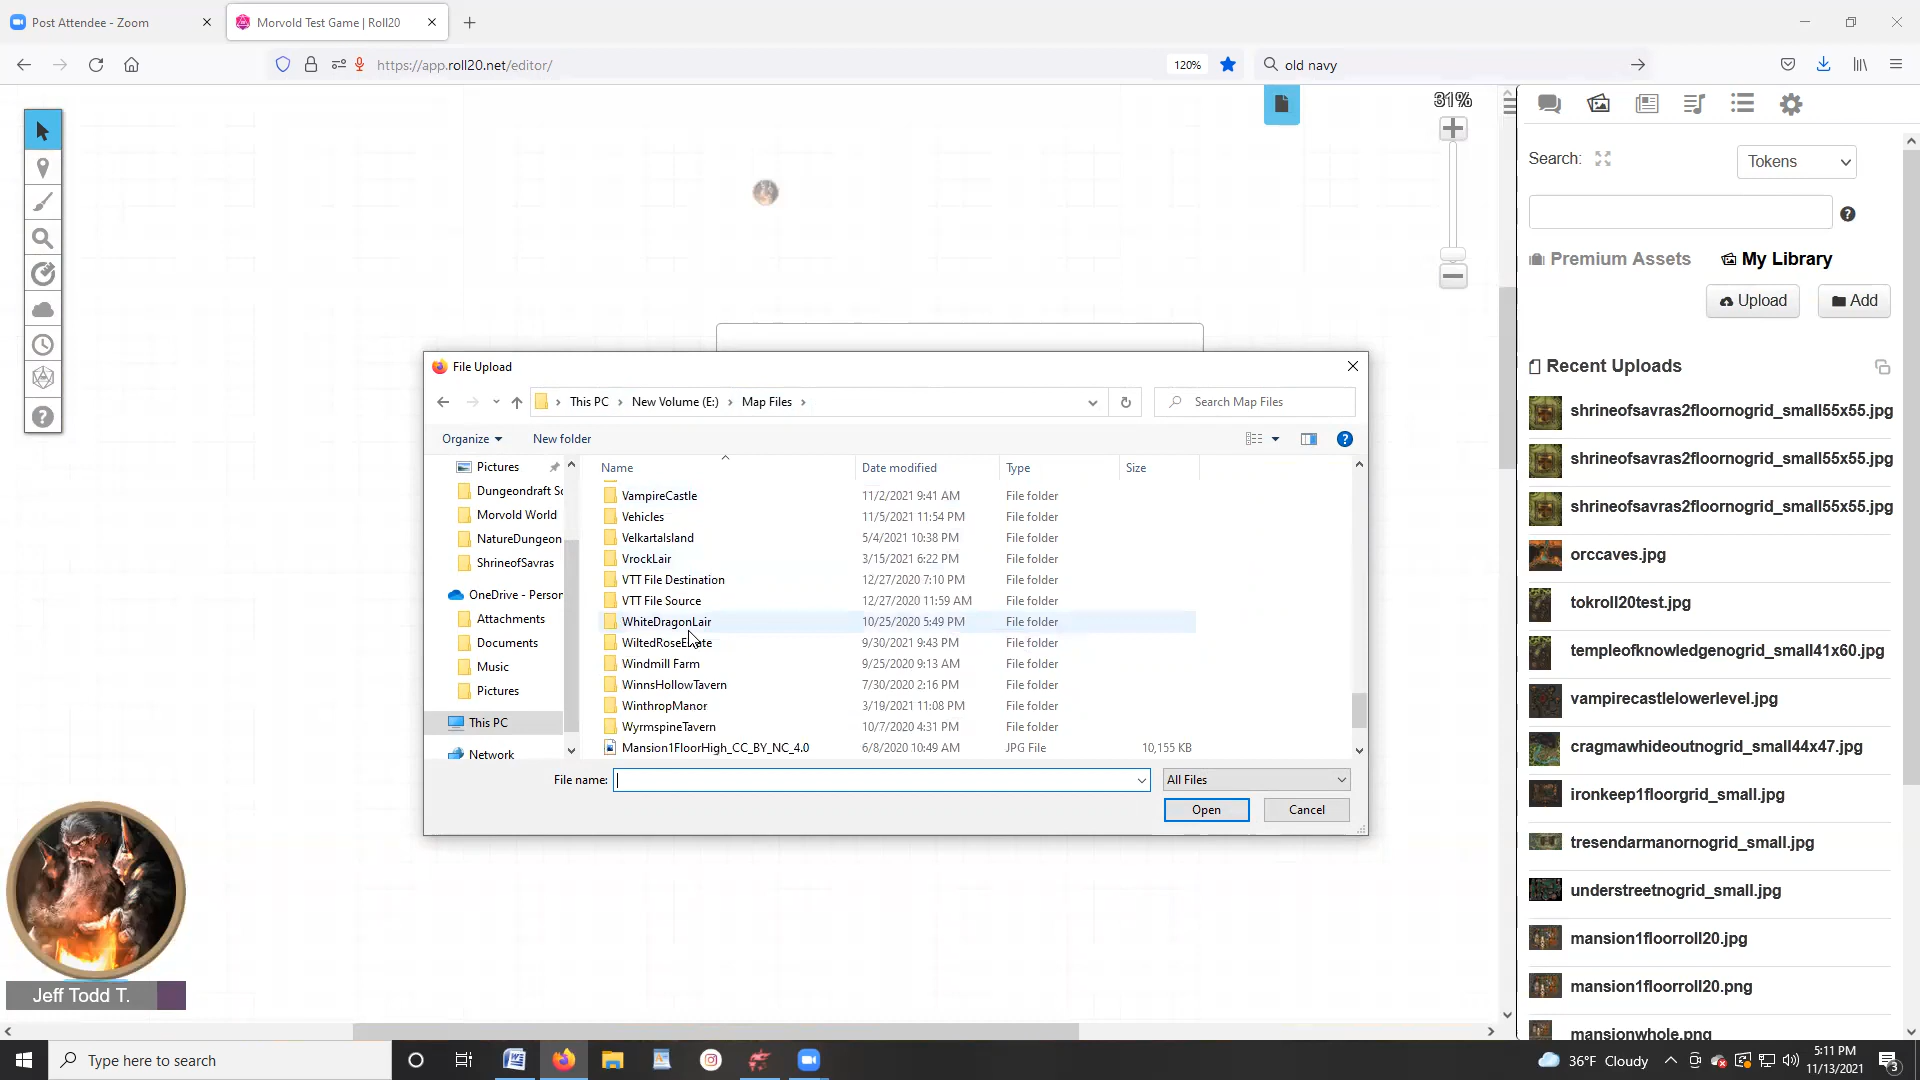 Post Attendee - Zoom
Morvold Test Game | Roll20
https://app.roll20.net/editor/
120%
old navy
31%
Search:
Tokens
Premium Assets
My Library
Upload
Add
Recent Uploads
shrineofsavras2floornogrid_small55x55.jpg
shrineofsavras2floornogrid_small55x55.jpg
shrineofsavras2floornogrid_small55x55.jpg
orccaves.jpg
tokroll20test.jpg
templeofknowledgenogrid_small41x60.jpg
vampirecastlelowerlevel.jpg
cragmawhideoutnogrid_small44x47.jpg
ironkeep1floorgrid_small.jpg
tresendarmanornogrid_small.jpg
understreetnogrid_small.jpg
mansion1floorroll20.jpg
mansion1floorroll20.png
mansionwhole.png
File Upload
This PC > New Volume (E:) > Map Files >
Search Map Files
Organize
New folder
Name Date modified Type Size
Pictures
Dungeondraft Sc
Morvold World
NatureDungeon
ShrineofSavras
OneDrive - Person
Attachments
Documents
Music
Pictures
This PC
Network
VampireCastle 11/2/2021 9:41 AM File folder
Vehicles 11/5/2021 11:54 PM File folder
VelkartaIsland 5/4/2021 10:38 PM File folder
VrockLair 3/15/2021 6:22 PM File folder
VTT File Destination 12/27/2020 7:10 PM File folder
VTT File Source 12/27/2020 11:59 AM File folder
WhiteDragonLair 10/25/2020 5:49 PM File folder
WiltedRoseEstate 9/30/2021 9:43 PM File folder
Windmill Farm 9/25/2020 9:13 AM File folder
WinnsHollowTavern 7/30/2020 2:16 PM File folder
WinthropManor 3/19/2021 11:08 PM File folder
WyrmspineTavern 10/7/2020 4:31 PM File folder
Mansion1FloorHigh_CC_BY_NC_4.0 6/8/2020 10:49 AM JPG File 10,155 KB
File name:
All Files
Open
Cancel
Jeff Todd T.
Type here to search
36°F Cloudy
5:11 PM
11/13/2021
3